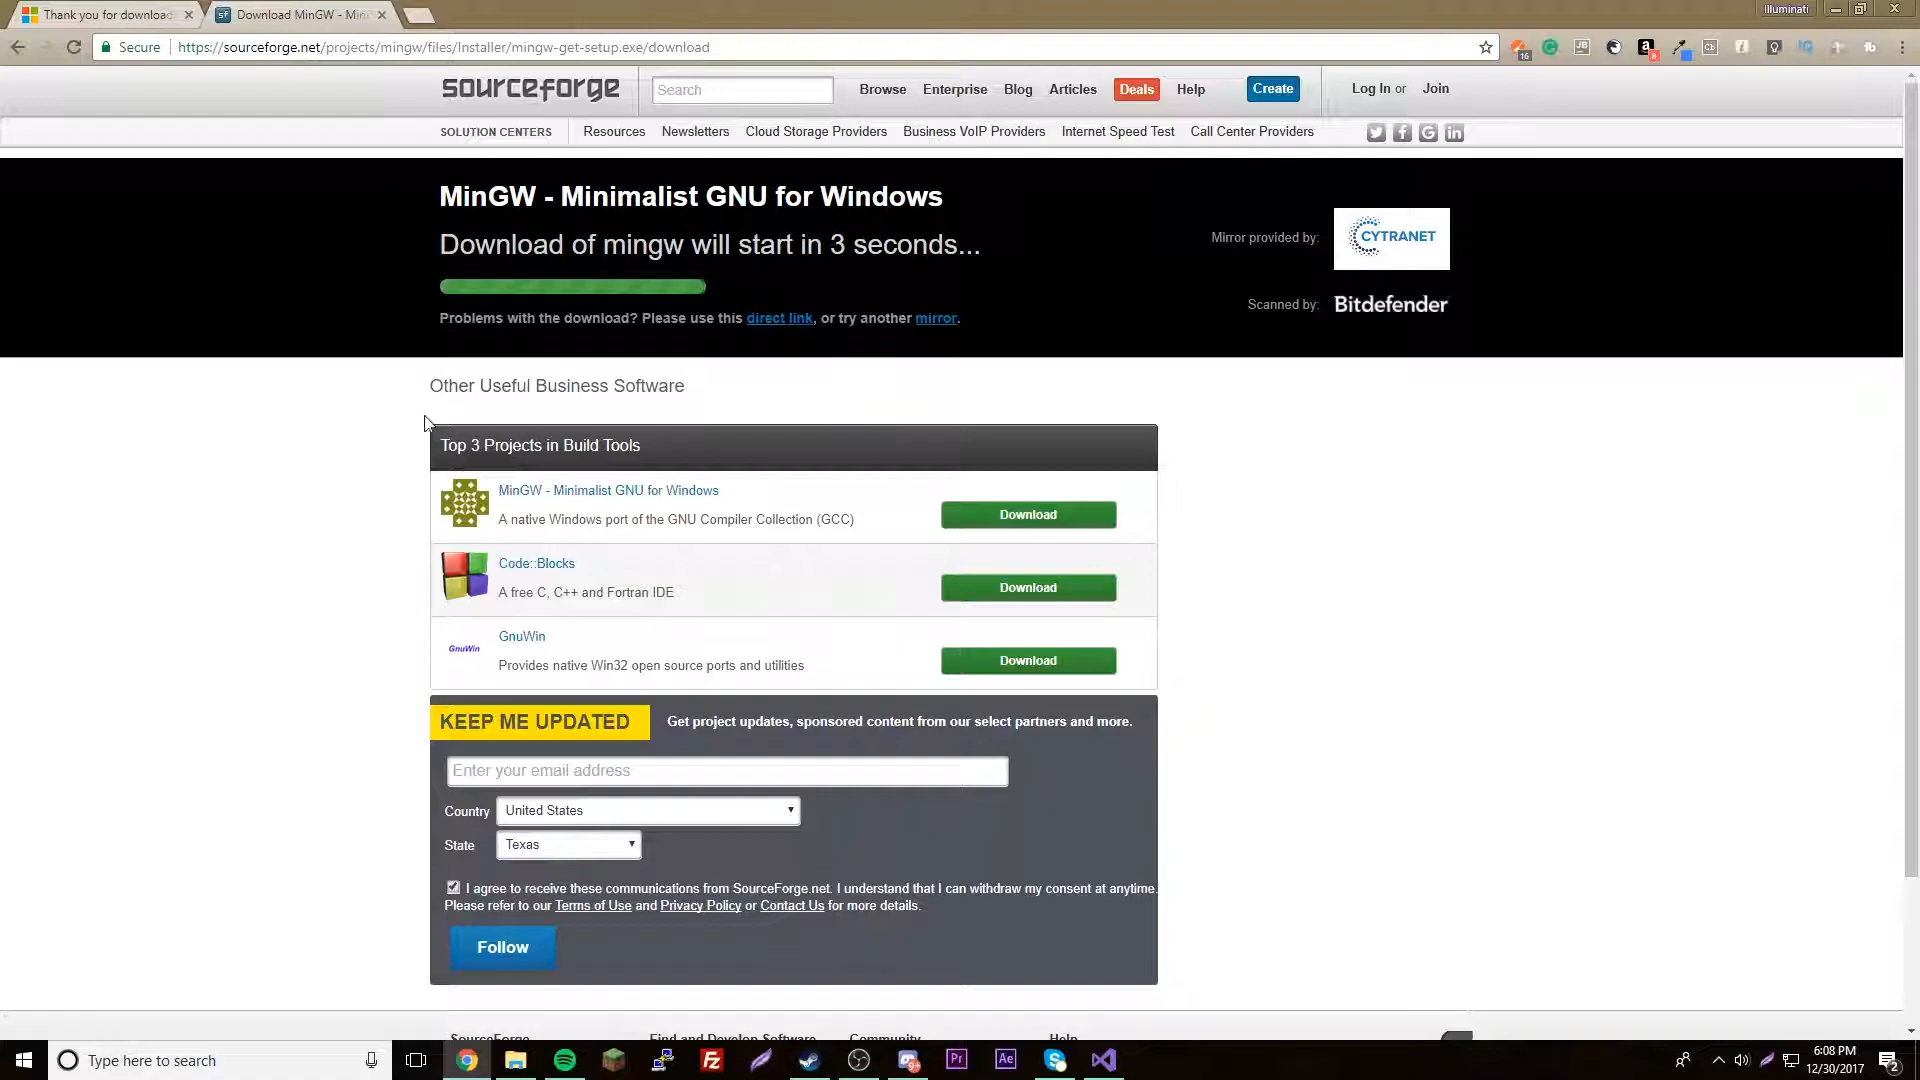 Thank you for download
Download MinGW - Min
Illuminati
Secure
https://sourceforge.net/projects/mingw/files/Installer/mingw-get-setup.exe/download
sourceforge
Search
Browse
Enterprise
Blog
Articles
Deals
Help
Create
Log In or Join
SOLUTION CENTERS
Resources
Newsletters
Cloud Storage Providers
Business VoIP Providers
Internet Speed Test
Call Center Providers
MinGW - Minimalist GNU for Windows
Download of mingw will start in 3 seconds...
Problems with the download? Please use this direct link, or try another mirror.
Mirror provided by:
CYTRANET
Scanned by:
Bitdefender
Other Useful Business Software
Top 3 Projects in Build Tools
MinGW - Minimalist GNU for Windows
A native Windows port of the GNU Compiler Collection (GCC)
Download
Code::Blocks
A free C, C++ and Fortran IDE
Download
GnuWin
GnuWin
Provides native Win32 open source ports and utilities
Download
KEEP ME UPDATED
Get project updates, sponsored content from our select partners and more.
Enter your email address
Country
United States
State
Texas
I agree to receive these communications from SourceForge.net. I understand that I can withdraw my consent at anytime.
Please refer to our Terms of Use and Privacy Policy or Contact Us for more details.
Follow
SourceForge
Find and Develop Software
Community
Help
Type here to search
6:08 PM
12/30/2017